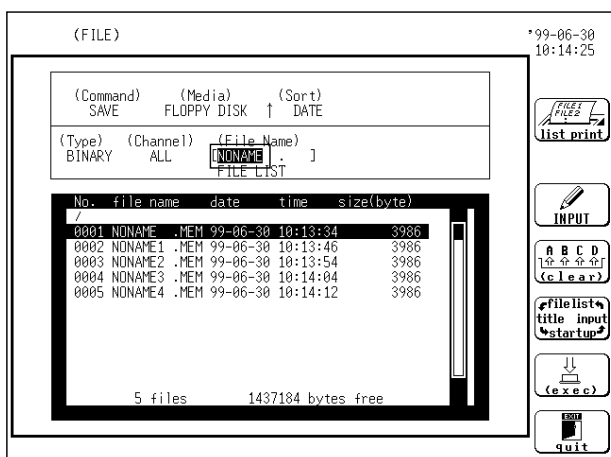 (FILE)
'99-06-30
10:14:25
(Command) (Media) (Sort)
SAVE FLOPPY DISK ↑ DATE
(Type) (Channel) (File Name)
BINARY ALL [NONAME . ]
FILE LIST
No. file name date time size(byte)
/
0001 NONAME .MEM 99-06-30 10:13:34 3986
0002 NONAME1 .MEM 99-06-30 10:13:46 3986
0003 NONAME2 .MEM 99-06-30 10:13:54 3986
0004 NONAME3 .MEM 99-06-30 10:14:04 3986
0005 NONAME4 .MEM 99-06-30 10:14:12 3986
5 files 1437184 bytes free
FILE1
FILE2
list print
INPUT
A B C D
(clear)
filelist
title input
startup
(exec)
EXIT
quit